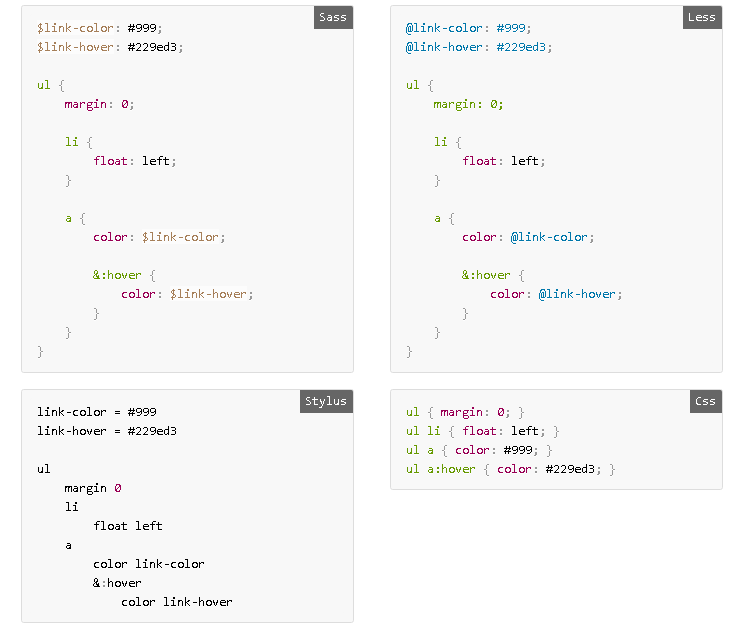 Sass
$link-color: #999;
$link-hover: #229ed3;
ul {
    margin: 0;
    li {
        float: left;
    }
    a {
        color: $link-color;
        &:hover {
            color: $link-hover;
        }
    }
}
Less
@link-color: #999;
@link-hover: #229ed3;
ul {
    margin: 0;
    li {
        float: left;
    }
    a {
        color: @link-color;
        &:hover {
            color: @link-hover;
        }
    }
}
Stylus
link-color = #999
link-hover = #229ed3
ul
    margin 0
    li
        float left
    a
        color link-color
        &:hover
            color link-hover
Css
ul { margin: 0; }
ul li { float: left; }
ul a { color: #999; }
ul a:hover { color: #229ed3; }